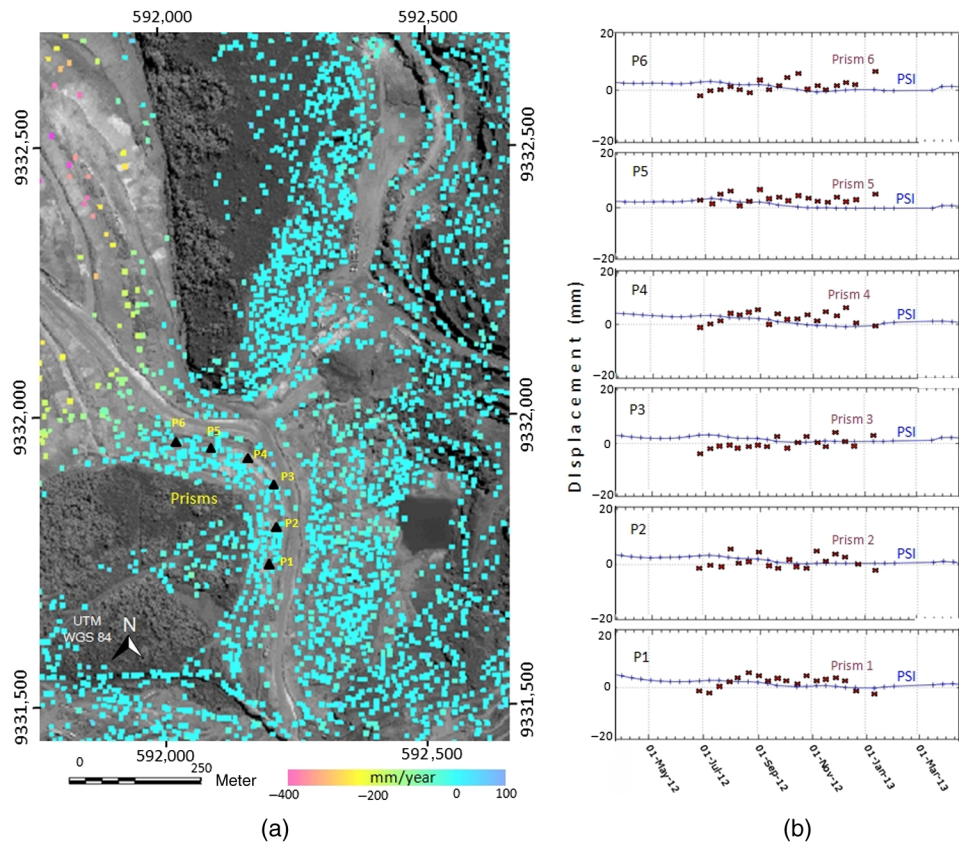 592,000
592,500
9332,500
9332,500
9332,000
9332,000
9331,500
9331,500
P6
P5
P4
P3
Prisms
P2
P1
UTM
WGS 84
N
592,000
592,500
0
250
Meter
mm/year
−400
−200
0
100
(a)
DIsplacement (mm)
20
P6
Prism 6
0
PSI
−20
20
P5
Prism 5
0
PSI
−20
20
P4
Prism 4
0
PSI
−20
20
P3
Prism 3
0
PSI
−20
20
P2
Prism 2
0
PSI
−20
20
P1
Prism 1
0
PSI
−20
01-May-12
01-Jul-12
01-Sep-12
01-Nov-12
01-Jan-13
01-Mar-13
(b)